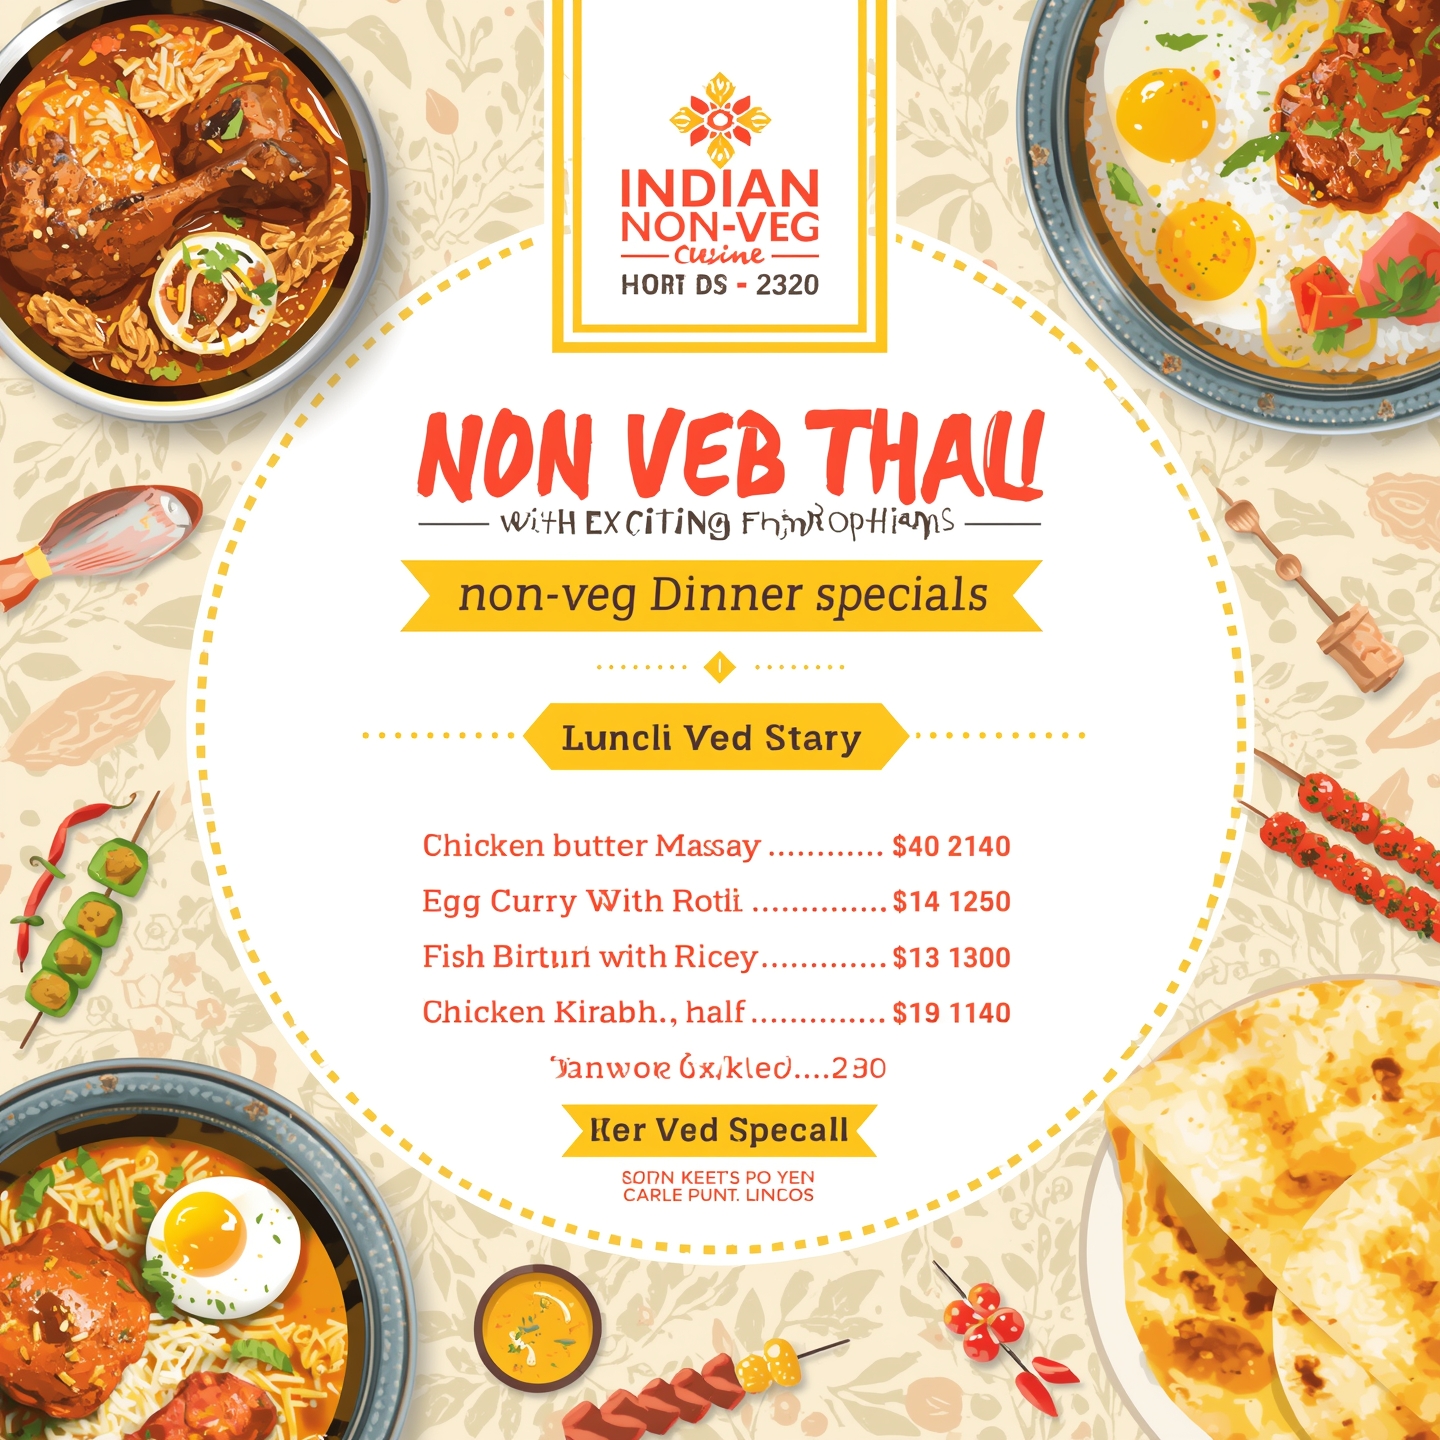 INDIAN
NON-VEG
Cusine
HORT DS - 2320
NON VEB THALI
WITH EXCITING
non-veg Dinner specials
Luncli Ved Stary
Chicken butter Massay ............ $40 2140
Egg Curry With Rotli .............. $14 1250
Fish Birturi with Ricey............. $13 1300
Chicken Kirabh., half .............. $19 1140
....230
Ker Ved Specall
KEETS PO YEN
CARLE PUNT. LINCOS